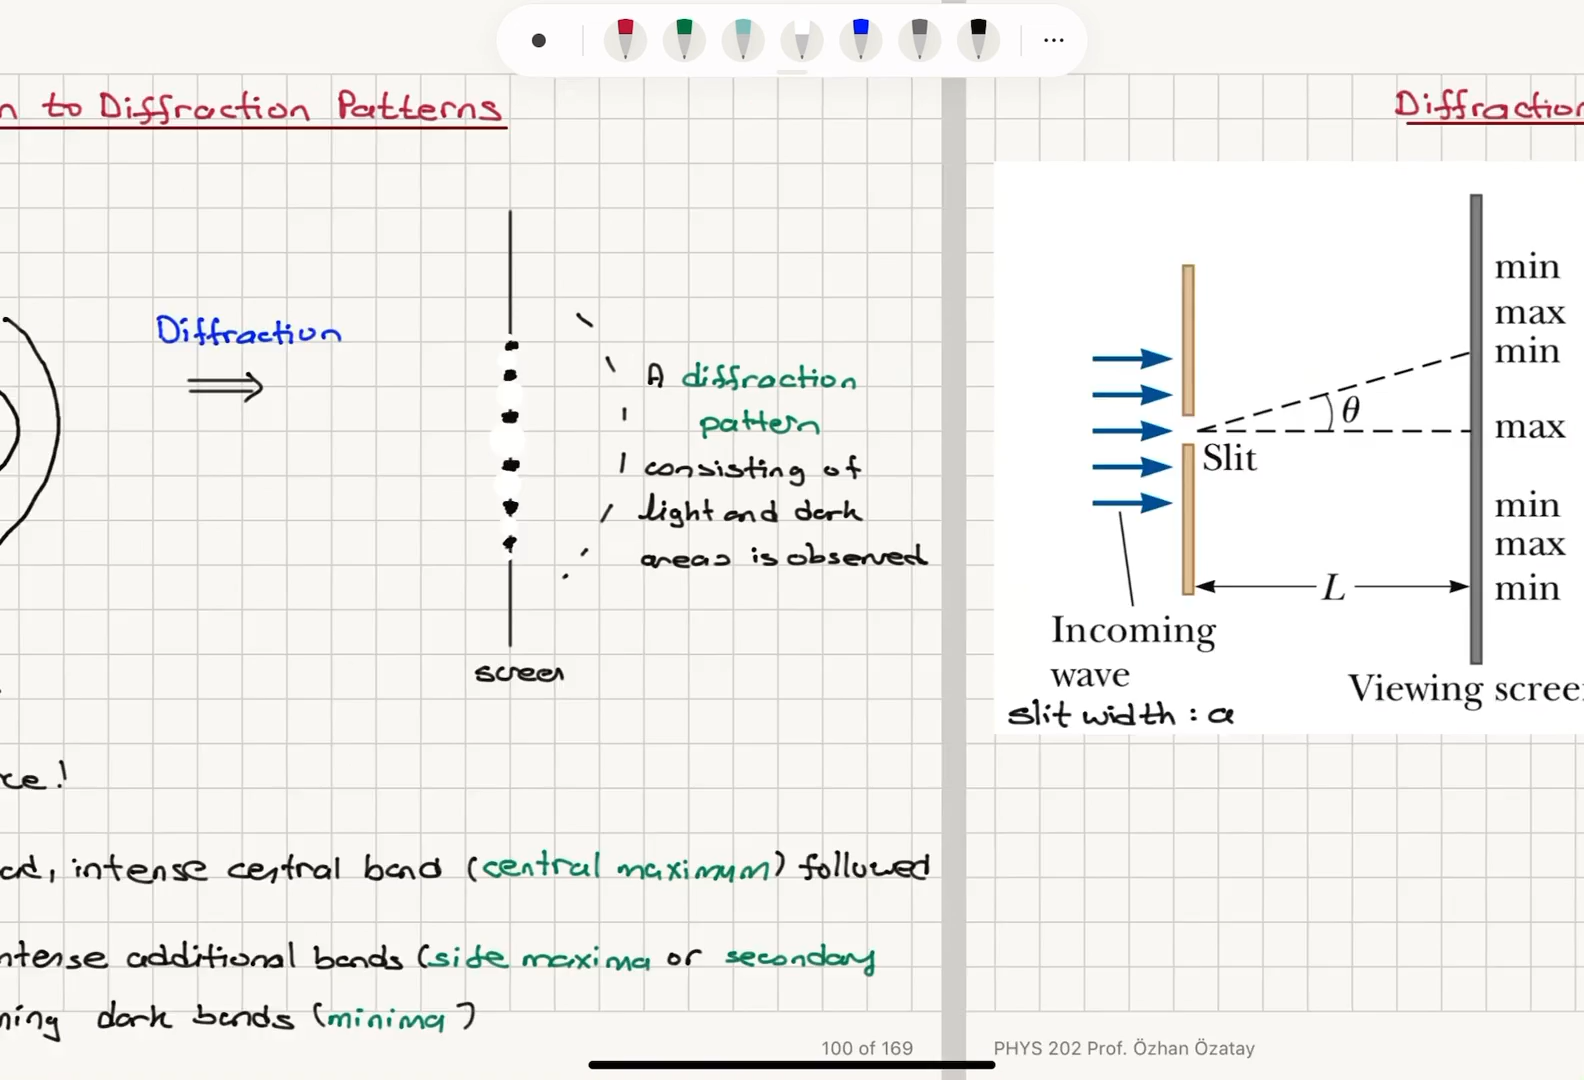 n to Diffraction Patterns
Diffraction
A diffraction
pattern
consisting of
light and dark
areas is observed
screen
ce!
ad, intense central band (central maximum) followed
ntense additional bands (side maxima or secondary
ning dark bands (minima)
100 of 169
Diffraction
min
max
min
θ
max
Slit
min
max
L
min
Incoming
wave
Viewing scree
slit width : a
PHYS 202 Prof. Özhan Özatay